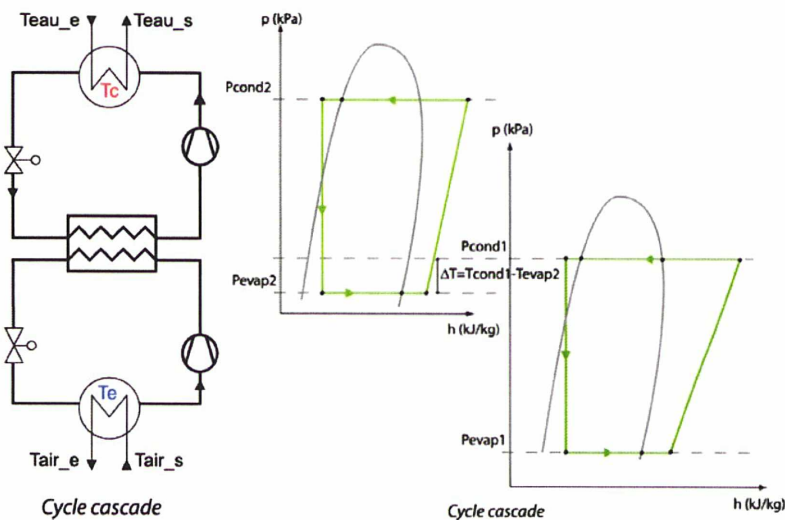 Teau_e Teau_s
Tc
Te
Tair_e Tair_s
Cycle cascade
p (kPa)
Pcond2
Pevap2
ΔT=Tcond1-Tevap2
h (kJ/kg)
p (kPa)
Pcond1
Pevap1
h (kJ/kg)
Cycle cascade